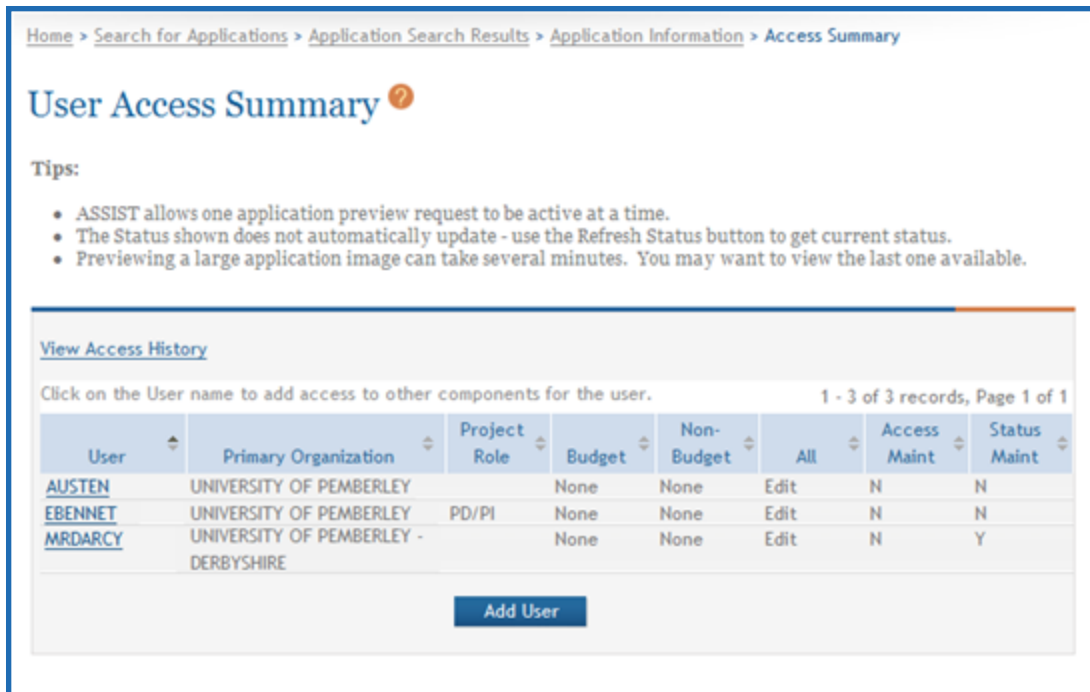 Home > Search for Applications > Application Search Results > Application Information > Access Summary
User Access Summary ?
Tips:
• ASSIST allows one application preview request to be active at a time.
• The Status shown does not automatically update - use the Refresh Status button to get current status.
• Previewing a large application image can take several minutes. You may want to view the last one available.
View Access History
Click on the User name to add access to other components for the user. 1 - 3 of 3 records, Page 1 of 1
User Primary Organization Project Role Budget Non-Budget All Access Maint Status Maint
AUSTEN UNIVERSITY OF PEMBERLEY None None Edit N N
EBENNET UNIVERSITY OF PEMBERLEY PD/PI None None Edit N N
MRDARCY UNIVERSITY OF PEMBERLEY - None None Edit N Y
DERBYSHIRE
Add User